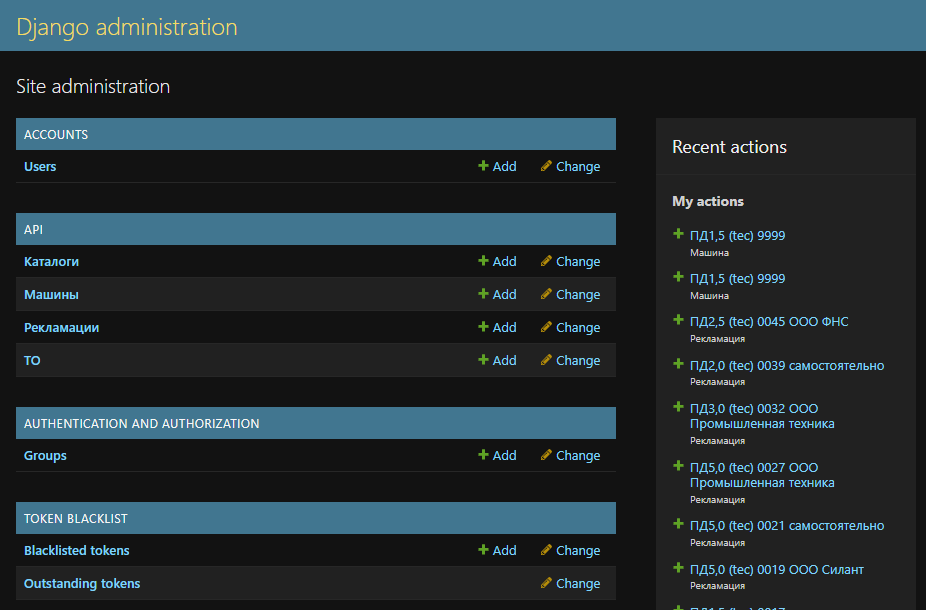 Django administration
Site administration
ACCOUNTS
Users Add Change
API
Каталоги Add Change
Машины Add Change
Рекламации Add Change
ТО Add Change
AUTHENTICATION AND AUTHORIZATION
Groups Add Change
TOKEN BLACKLIST
Blacklisted tokens Add Change
Outstanding tokens Change
Recent actions
My actions
ПД1,5 (tec) 9999
Машина
ПД1,5 (tec) 9999
Машина
ПД2,5 (tec) 0045 ООО ФНС
Рекламация
ПД2,0 (tec) 0039 самостоятельно
Рекламация
ПД3,0 (tec) 0032 ООО
Промышленная техника
Рекламация
ПД5,0 (tec) 0027 ООО
Промышленная техника
Рекламация
ПД5,0 (tec) 0021 самостоятельно
Рекламация
ПД5,0 (tec) 0019 ООО Силант
Рекламация